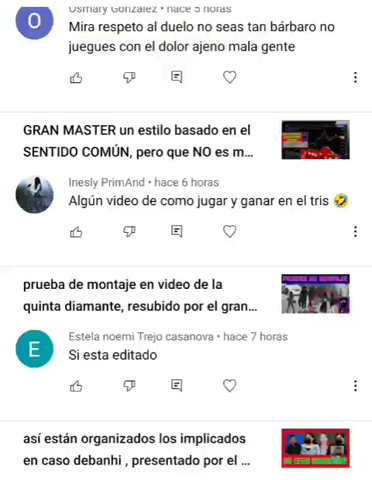 Osmary Gonzalez • hace 5 horas
Mira respeto al duelo no seas tan bárbaro no
juegues con el dolor ajeno mala gente
GRAN MASTER un estilo basado en el
SENTIDO COMÚN, pero que NO es m...
Inesly PrimAnd • hace 6 horas
Algún video de como jugar y ganar en el tris 🤣
prueba de montaje en video de la
quinta diamante, resubido por el gran...
E
Estela noemi Trejo casanova • hace 7 horas
Si esta editado
así están organizados los implicados
en caso debanhi , presentado por el ...